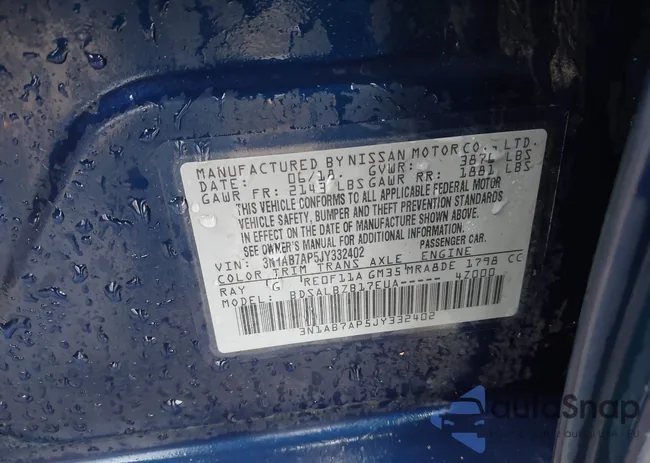 MANUFACTURED BY NISSAN MOTOR CO., LTD.
DATE: 06/18 GVWR: 3874 LBS
GAWR FR: 2143 LBS GAWR RR: 1881 LBS
THIS VEHICLE CONFORMS TO ALL APPLICABLE FEDERAL MOTOR
VEHICLE SAFETY, BUMPER AND THEFT PREVENTION STANDARDS
IN EFFECT ON THE DATE OF MANUFACTURE SHOWN ABOVE.
SEE OWNER'S MANUAL FOR ADDITIONAL INFORMATION.
VIN: 3N1AB7AP5JY332402 PASSENGER CAR.
COLOR TRIM TRANS AXLE ENGINE
RAY G RE0F11A GM35 MRA8DE 1798 CC
MODEL: BDSALBZB17EUA----- 4Z000
3N1AB7AP5JY332402
autoSnap